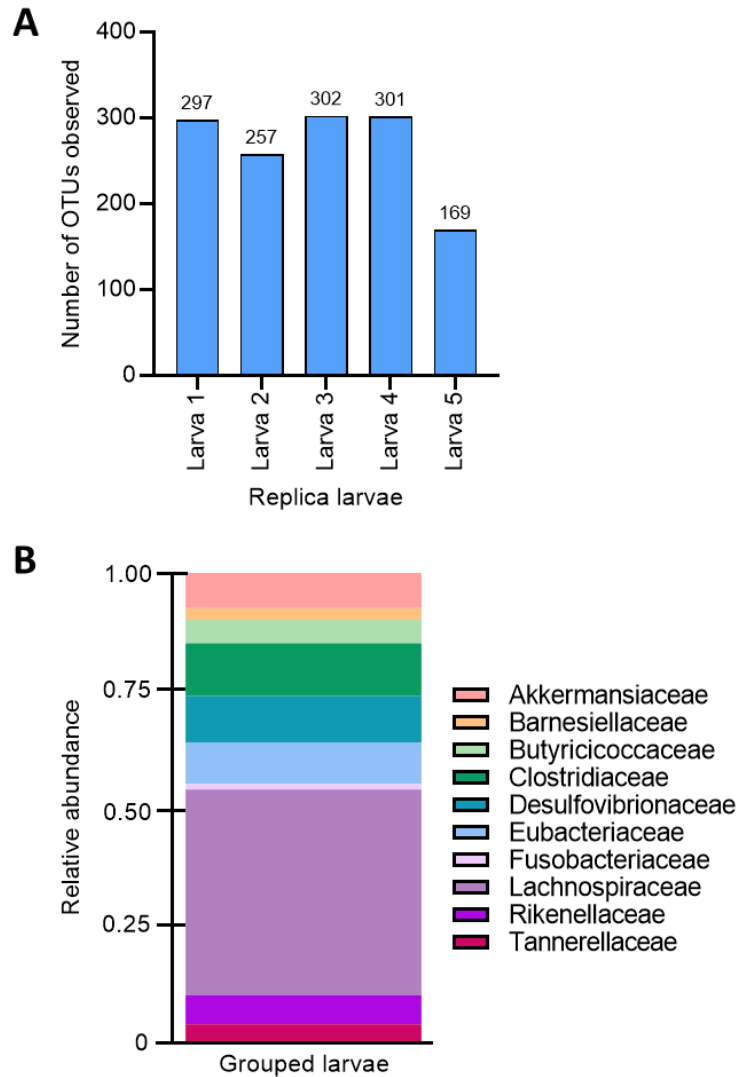 A
400
300
200
100
0
Number of OTUs observed
297
257
302
301
169
Larva 1
Larva 2
Larva 3
Larva 4
Larva 5
Replica larvae
B
1.00
0.75
0.50
0.25
0
Relative abundance
Grouped larvae
Akkermansiaceae
Barnesiellaceae
Butyricicoccaceae
Clostridiaceae
Desulfovibrionaceae
Eubacteriaceae
Fusobacteriaceae
Lachnospiraceae
Rikenellaceae
Tannerellaceae